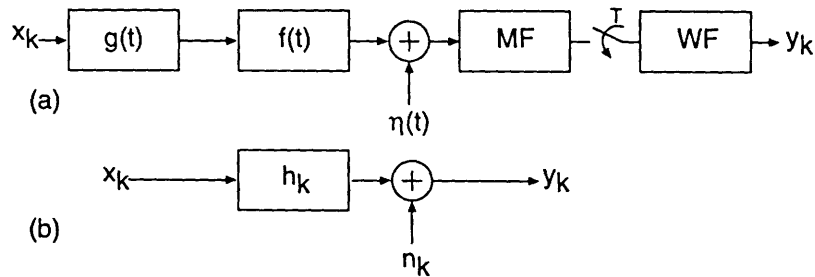 x_k g(t) f(t) + MF T WF y_k
(a)
η(t)
x_k h_k + y_k
(b)
n_k